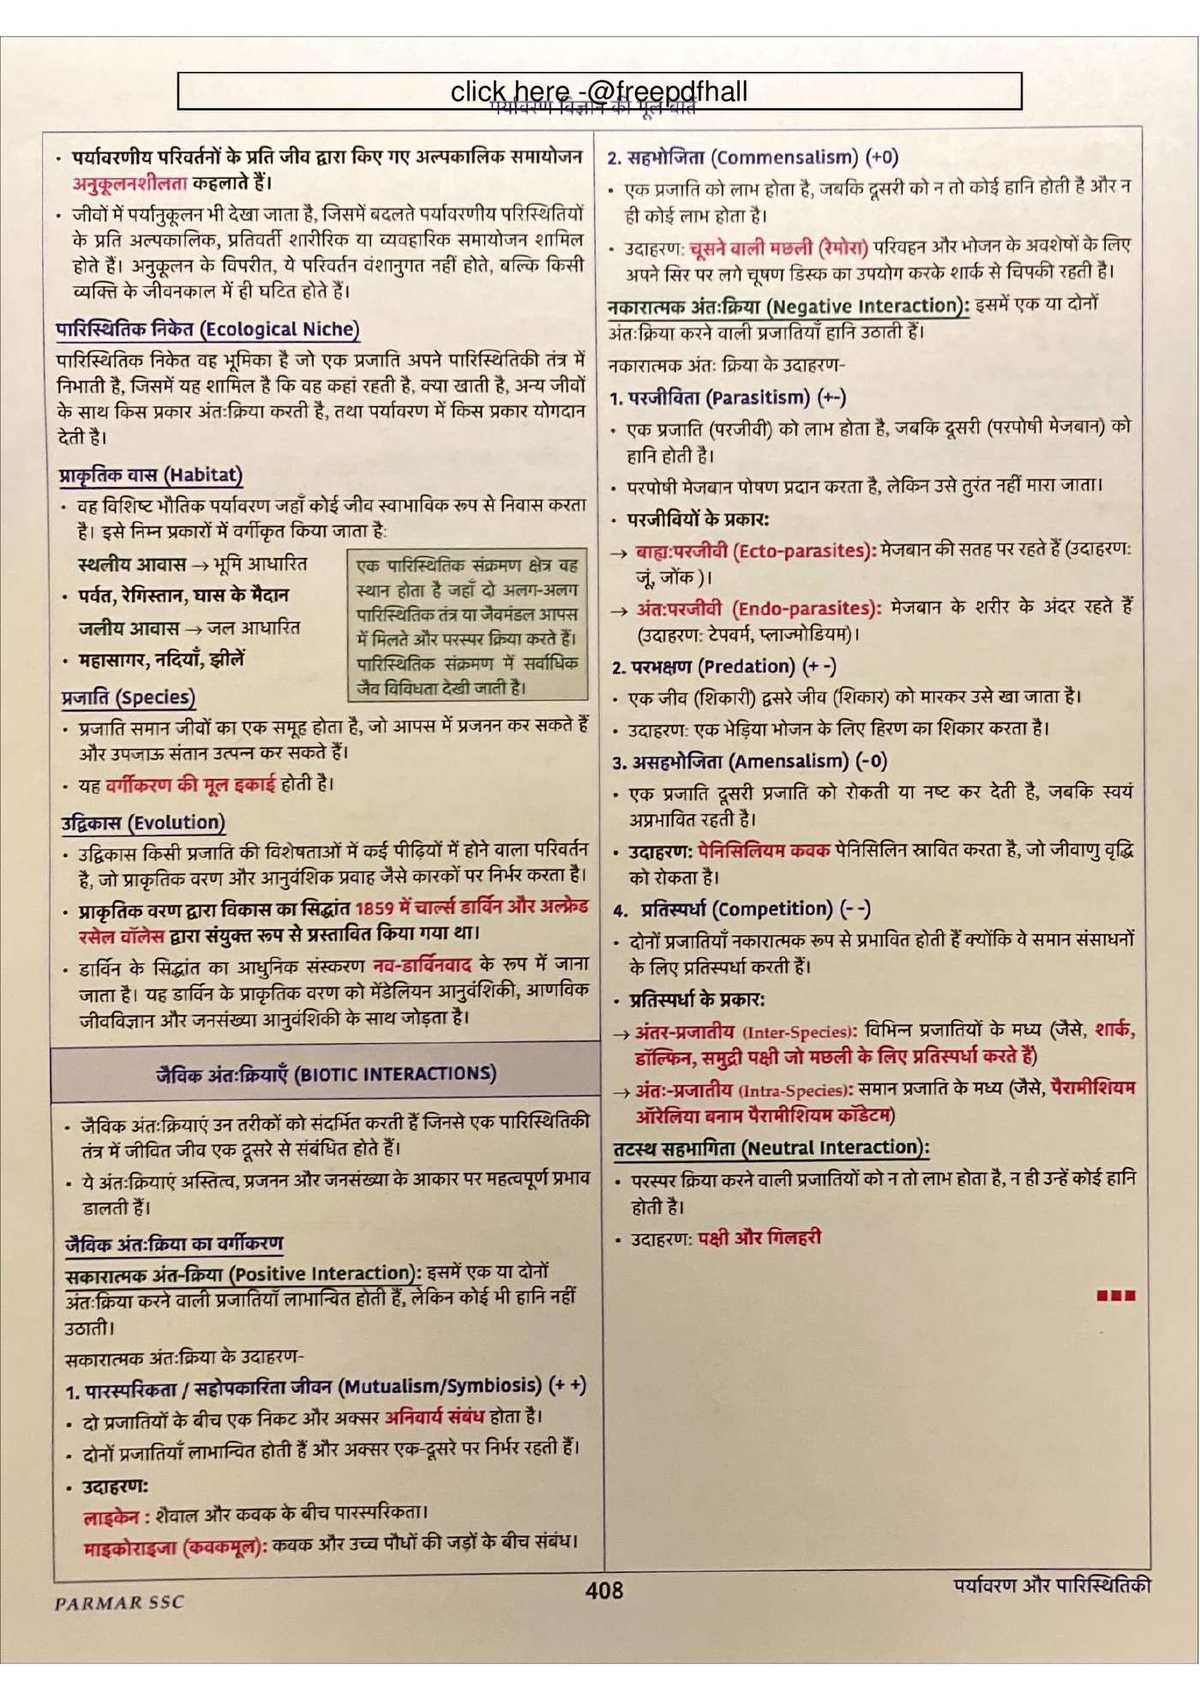 click here -@freepdfhall
पर्यावरण विज्ञान की मूल बातें
• पर्यावरणीय परिवर्तनों के प्रति जीव द्वारा किए गए अल्पकालिक समायोजन
अनुकूलनशीलता कहलाते हैं।
• जीवों में पर्यानुकूलन भी देखा जाता है, जिसमें बदलते पर्यावरणीय परिस्थितियों
के प्रति अल्पकालिक, प्रतिवर्ती शारीरिक या व्यवहारिक समायोजन शामिल
होते हैं। अनुकूलन के विपरीत, ये परिवर्तन वंशानुगत नहीं होते, बल्कि किसी
व्यक्ति के जीवनकाल में ही घटित होते हैं।
पारिस्थितिक निकेत (Ecological Niche)
पारिस्थितिक निकेत वह भूमिका है जो एक प्रजाति अपने पारिस्थितिकी तंत्र में
निभाती है, जिसमें यह शामिल है कि वह कहां रहती है, क्या खाती है, अन्य जीवों
के साथ किस प्रकार अंतःक्रिया करती है, तथा पर्यावरण में किस प्रकार योगदान
देती है।
प्राकृतिक वास (Habitat)
• वह विशिष्ट भौतिक पर्यावरण जहाँ कोई जीव स्वाभाविक रूप से निवास करता
है। इसे निम्न प्रकारों में वर्गीकृत किया जाता है:
स्थलीय आवास → भूमि आधारित
• पर्वत, रेगिस्तान, घास के मैदान
जलीय आवास → जल आधारित
• महासागर, नदियाँ, झीलें
एक पारिस्थितिक संक्रमण क्षेत्र वह
स्थान होता है जहाँ दो अलग-अलग
पारिस्थितिक तंत्र या जैवमंडल आपस
में मिलते और परस्पर क्रिया करते हैं।
पारिस्थितिक संक्रमण में सर्वाधिक
जैव विविधता देखी जाती है।
प्रजाति (Species)
• प्रजाति समान जीवों का एक समूह होता है, जो आपस में प्रजनन कर सकते हैं
और उपजाऊ संतान उत्पन्न कर सकते हैं।
• यह वर्गीकरण की मूल इकाई होती है।
उद्विकास (Evolution)
• उद्विकास किसी प्रजाति की विशेषताओं में कई पीढ़ियों में होने वाला परिवर्तन
है, जो प्राकृतिक वरण और आनुवंशिक प्रवाह जैसे कारकों पर निर्भर करता है।
• प्राकृतिक वरण द्वारा विकास का सिद्धांत 1859 में चार्ल्स डार्विन और अल्फ्रेड
रसेल वॉलेस द्वारा संयुक्त रूप से प्रस्तावित किया गया था।
• डार्विन के सिद्धांत का आधुनिक संस्करण नव-डार्विनवाद के रूप में जाना
जाता है। यह डार्विन के प्राकृतिक वरण को मेंडेलियन आनुवंशिकी, आणविक
जीवविज्ञान और जनसंख्या आनुवंशिकी के साथ जोड़ता है।
जैविक अंतःक्रियाएँ (BIOTIC INTERACTIONS)
• जैविक अंतःक्रियाएं उन तरीकों को संदर्भित करती हैं जिनसे एक पारिस्थितिकी
तंत्र में जीवित जीव एक दूसरे से संबंधित होते हैं।
• ये अंतःक्रियाएं अस्तित्व, प्रजनन और जनसंख्या के आकार पर महत्वपूर्ण प्रभाव
डालती हैं।
जैविक अंतःक्रिया का वर्गीकरण
सकारात्मक अंत-क्रिया (Positive Interaction): इसमें एक या दोनों
अंतःक्रिया करने वाली प्रजातियाँ लाभान्वित होती हैं, लेकिन कोई भी हानि नहीं
उठाती।
सकारात्मक अंतःक्रिया के उदाहरण-
1. पारस्परिकता / सहोपकारिता जीवन (Mutualism/Symbiosis) (+ +)
• दो प्रजातियों के बीच एक निकट और अक्सर अनिवार्य संबंध होता है।
• दोनों प्रजातियाँ लाभान्वित होती हैं और अक्सर एक-दूसरे पर निर्भर रहती हैं।
• उदाहरण:
लाइकेन : शैवाल और कवक के बीच पारस्परिकता।
माइकोराइजा (कवकमूल): कवक और उच्च पौधों की जड़ों के बीच संबंध।
2. सहभोजिता (Commensalism) (+0)
• एक प्रजाति को लाभ होता है, जबकि दूसरी को न तो कोई हानि होती है और न
ही कोई लाभ होता है।
• उदाहरण: चूसने वाली मछली (रेमोरा) परिवहन और भोजन के अवशेषों के लिए
अपने सिर पर लगे चूषण डिस्क का उपयोग करके शार्क से चिपकी रहती है।
नकारात्मक अंतःक्रिया (Negative Interaction): इसमें एक या दोनों
अंतःक्रिया करने वाली प्रजातियाँ हानि उठाती हैं।
नकारात्मक अंतः क्रिया के उदाहरण-
1. परजीविता (Parasitism) (+-)
• एक प्रजाति (परजीवी) को लाभ होता है, जबकि दूसरी (परपोषी मेजबान) को
हानि होती है।
• परपोषी मेजबान पोषण प्रदान करता है, लेकिन उसे तुरंत नहीं मारा जाता।
• परजीवियों के प्रकार:
→ बाह्य:परजीवी (Ecto-parasites): मेजबान की सतह पर रहते हैं (उदाहरण:
जूं, जोंक )।
→ अंतःपरजीवी (Endo-parasites): मेजबान के शरीर के अंदर रहते हैं
(उदाहरण: टेपवर्म, प्लाज्मोडियम)।
2. परभक्षण (Predation) (+ -)
• एक जीव (शिकारी) दूसरे जीव (शिकार) को मारकर उसे खा जाता है।
• उदाहरण: एक भेड़िया भोजन के लिए हिरण का शिकार करता है।
3. असहभोजिता (Amensalism) (-0)
• एक प्रजाति दूसरी प्रजाति को रोकती या नष्ट कर देती है, जबकि स्वयं
अप्रभावित रहती है।
• उदाहरण: पेनिसिलियम कवक पेनिसिलिन स्रावित करता है, जो जीवाणु वृद्धि
को रोकता है।
4. प्रतिस्पर्धा (Competition) (- -)
• दोनों प्रजातियाँ नकारात्मक रूप से प्रभावित होती हैं क्योंकि वे समान संसाधनों
के लिए प्रतिस्पर्धा करती हैं।
• प्रतिस्पर्धा के प्रकार:
→ अंतर-प्रजातीय (Inter-Species): विभिन्न प्रजातियों के मध्य (जैसे, शार्क,
डॉल्फिन, समुद्री पक्षी जो मछली के लिए प्रतिस्पर्धा करते हैं)
→ अंतः-प्रजातीय (Intra-Species): समान प्रजाति के मध्य (जैसे, पैरामीशियम
ऑरेलिया बनाम पैरामीशियम कॉडेटम)
तटस्थ सहभागिता (Neutral Interaction):
• परस्पर क्रिया करने वाली प्रजातियों को न तो लाभ होता है, न ही उन्हें कोई हानि
होती है।
• उदाहरण: पक्षी और गिलहरी
PARMAR SSC
408
पर्यावरण और पारिस्थितिकी